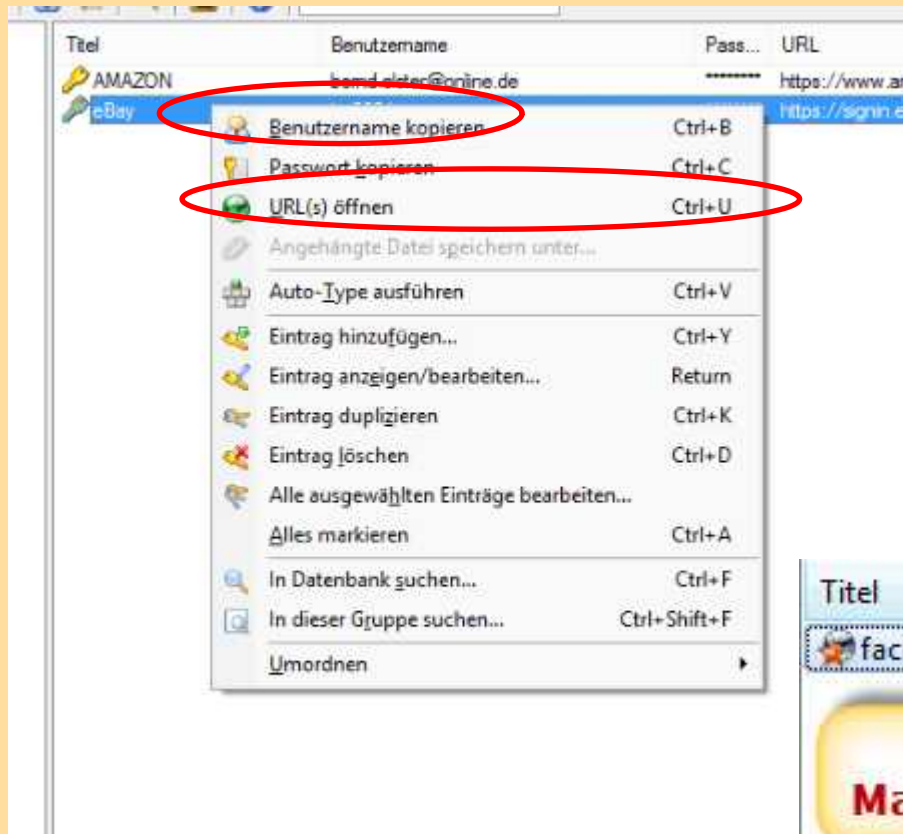 Titel Benutzername Pass... URL
AMAZON ******** https://www.a
eBay https://signin.e
Benutzername kopieren Ctrl+B
Passwort kopieren Ctrl+C
URL(s) öffnen Ctrl+U
Angehängte Datei speichern unter...
Auto-Type ausführen Ctrl+V
Eintrag hinzufügen... Ctrl+Y
Eintrag anzeigen/bearbeiten... Return
Eintrag duplizieren Ctrl+K
Eintrag löschen Ctrl+D
Alle ausgewählten Einträge bearbeiten...
Alles markieren Ctrl+A
In Datenbank suchen... Ctrl+F
In dieser Gruppe suchen... Ctrl+Shift+F
Umordnen
Titel
fac
Ma